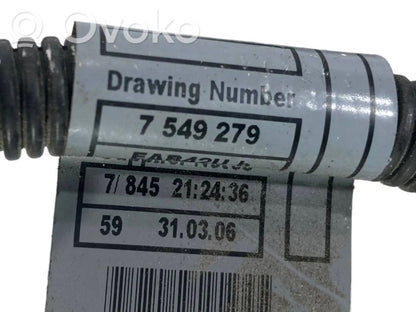 Ovoko
Drawing Number
7 549 279
7/ 845 21:24:36
59 31.03.06